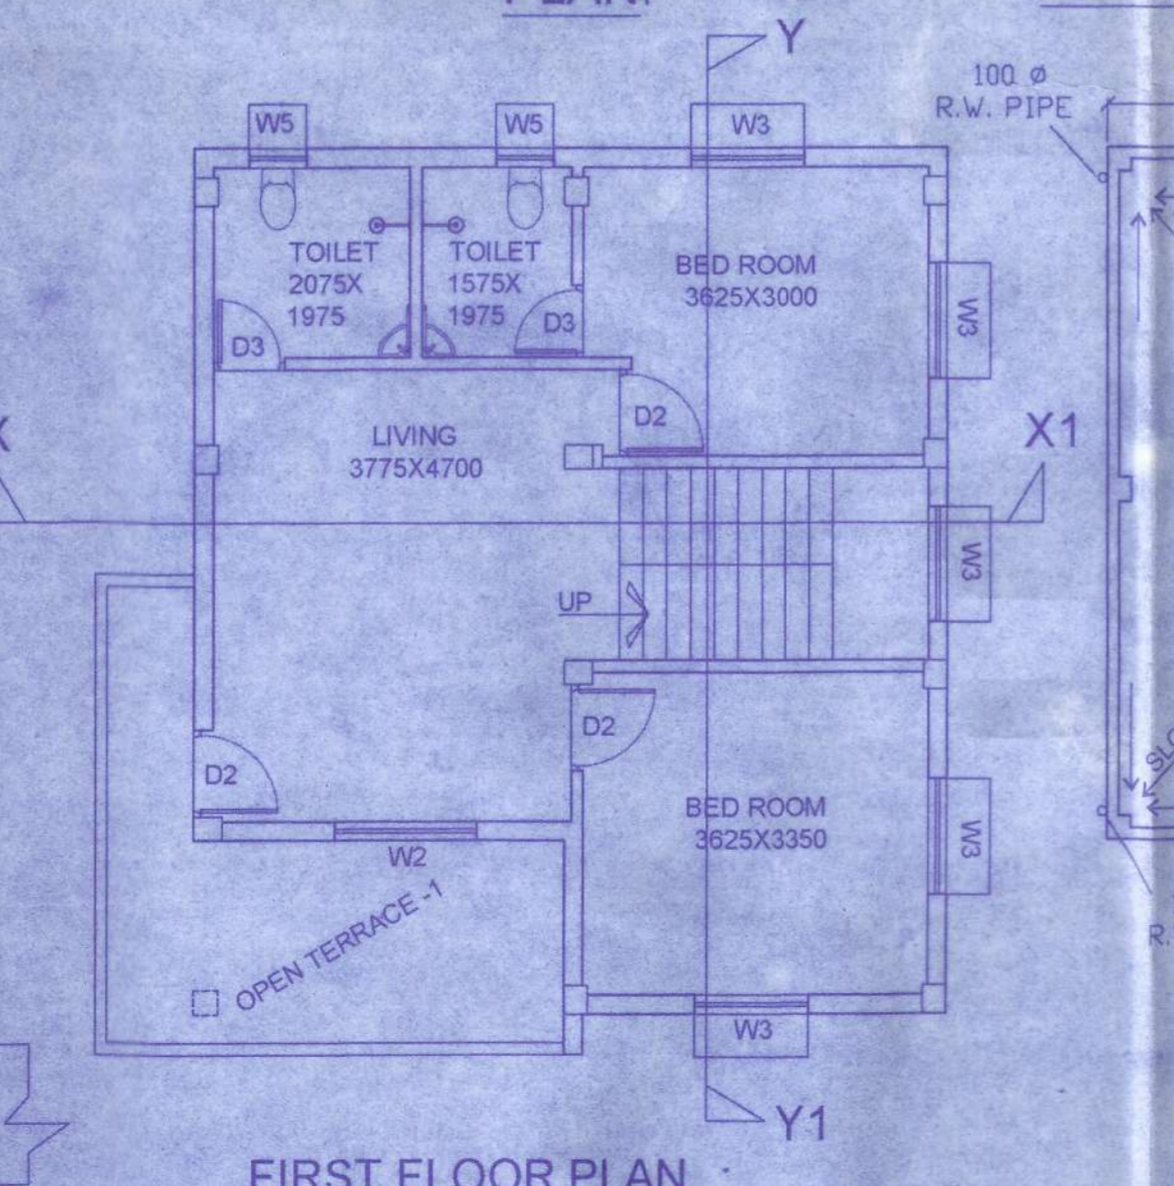 PLAN.
Y
100 Ø
R.W. PIPE
W5
W5
W3
TOILET
2075X
1975
TOILET
1575X
1975
BED ROOM
3625X3000
W3
D3
D3
D2
LIVING
3775X4700
X
X1
W3
UP
D2
D2
BED ROOM
3625X3350
W3
W2
OPEN TERRACE -1
W3
Y1
FIRST FLOOR PLAN